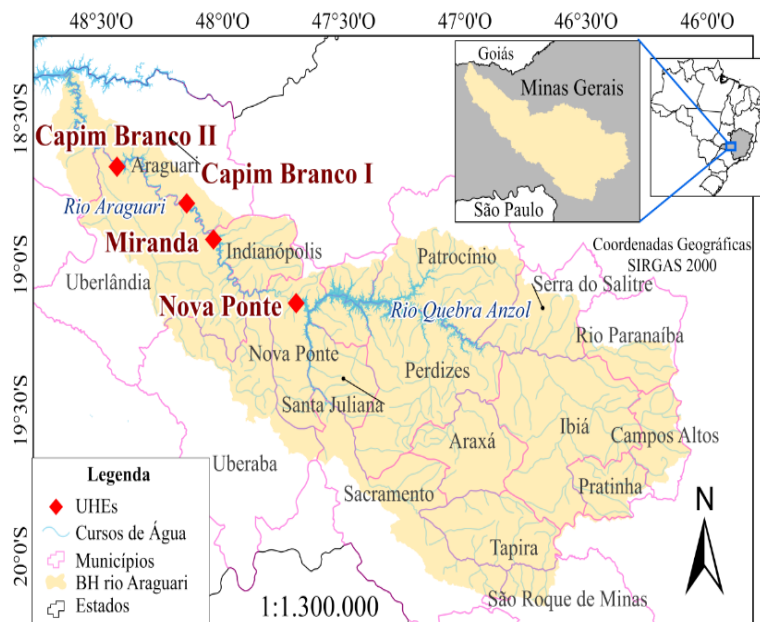 48°30'O 48°0'O 47°30'O 47°0'O 46°30'O 46°0'O
18°30'S
19°0'S
19°30'S
20°0'S
Goiás
Minas Gerais
São Paulo
Capim Branco II
Araguari
Capim Branco I
Rio Araguari
Miranda
Indianópolis
Patrocínio
Coordenadas Geográficas
SIRGAS 2000
Uberlândia
Serra do Salitre
Nova Ponte
Rio Quebra Anzol
Rio Paranaíba
Nova Ponte
Perdizes
Santa Juliana
Ibiá
Araxá
Campos Altos
Uberaba
Sacramento
Pratinha
Tapira
São Roque de Minas
N
Legenda
UHEs
Cursos de Água
Municípios
BH rio Araguari
Estados
1:1.300.000